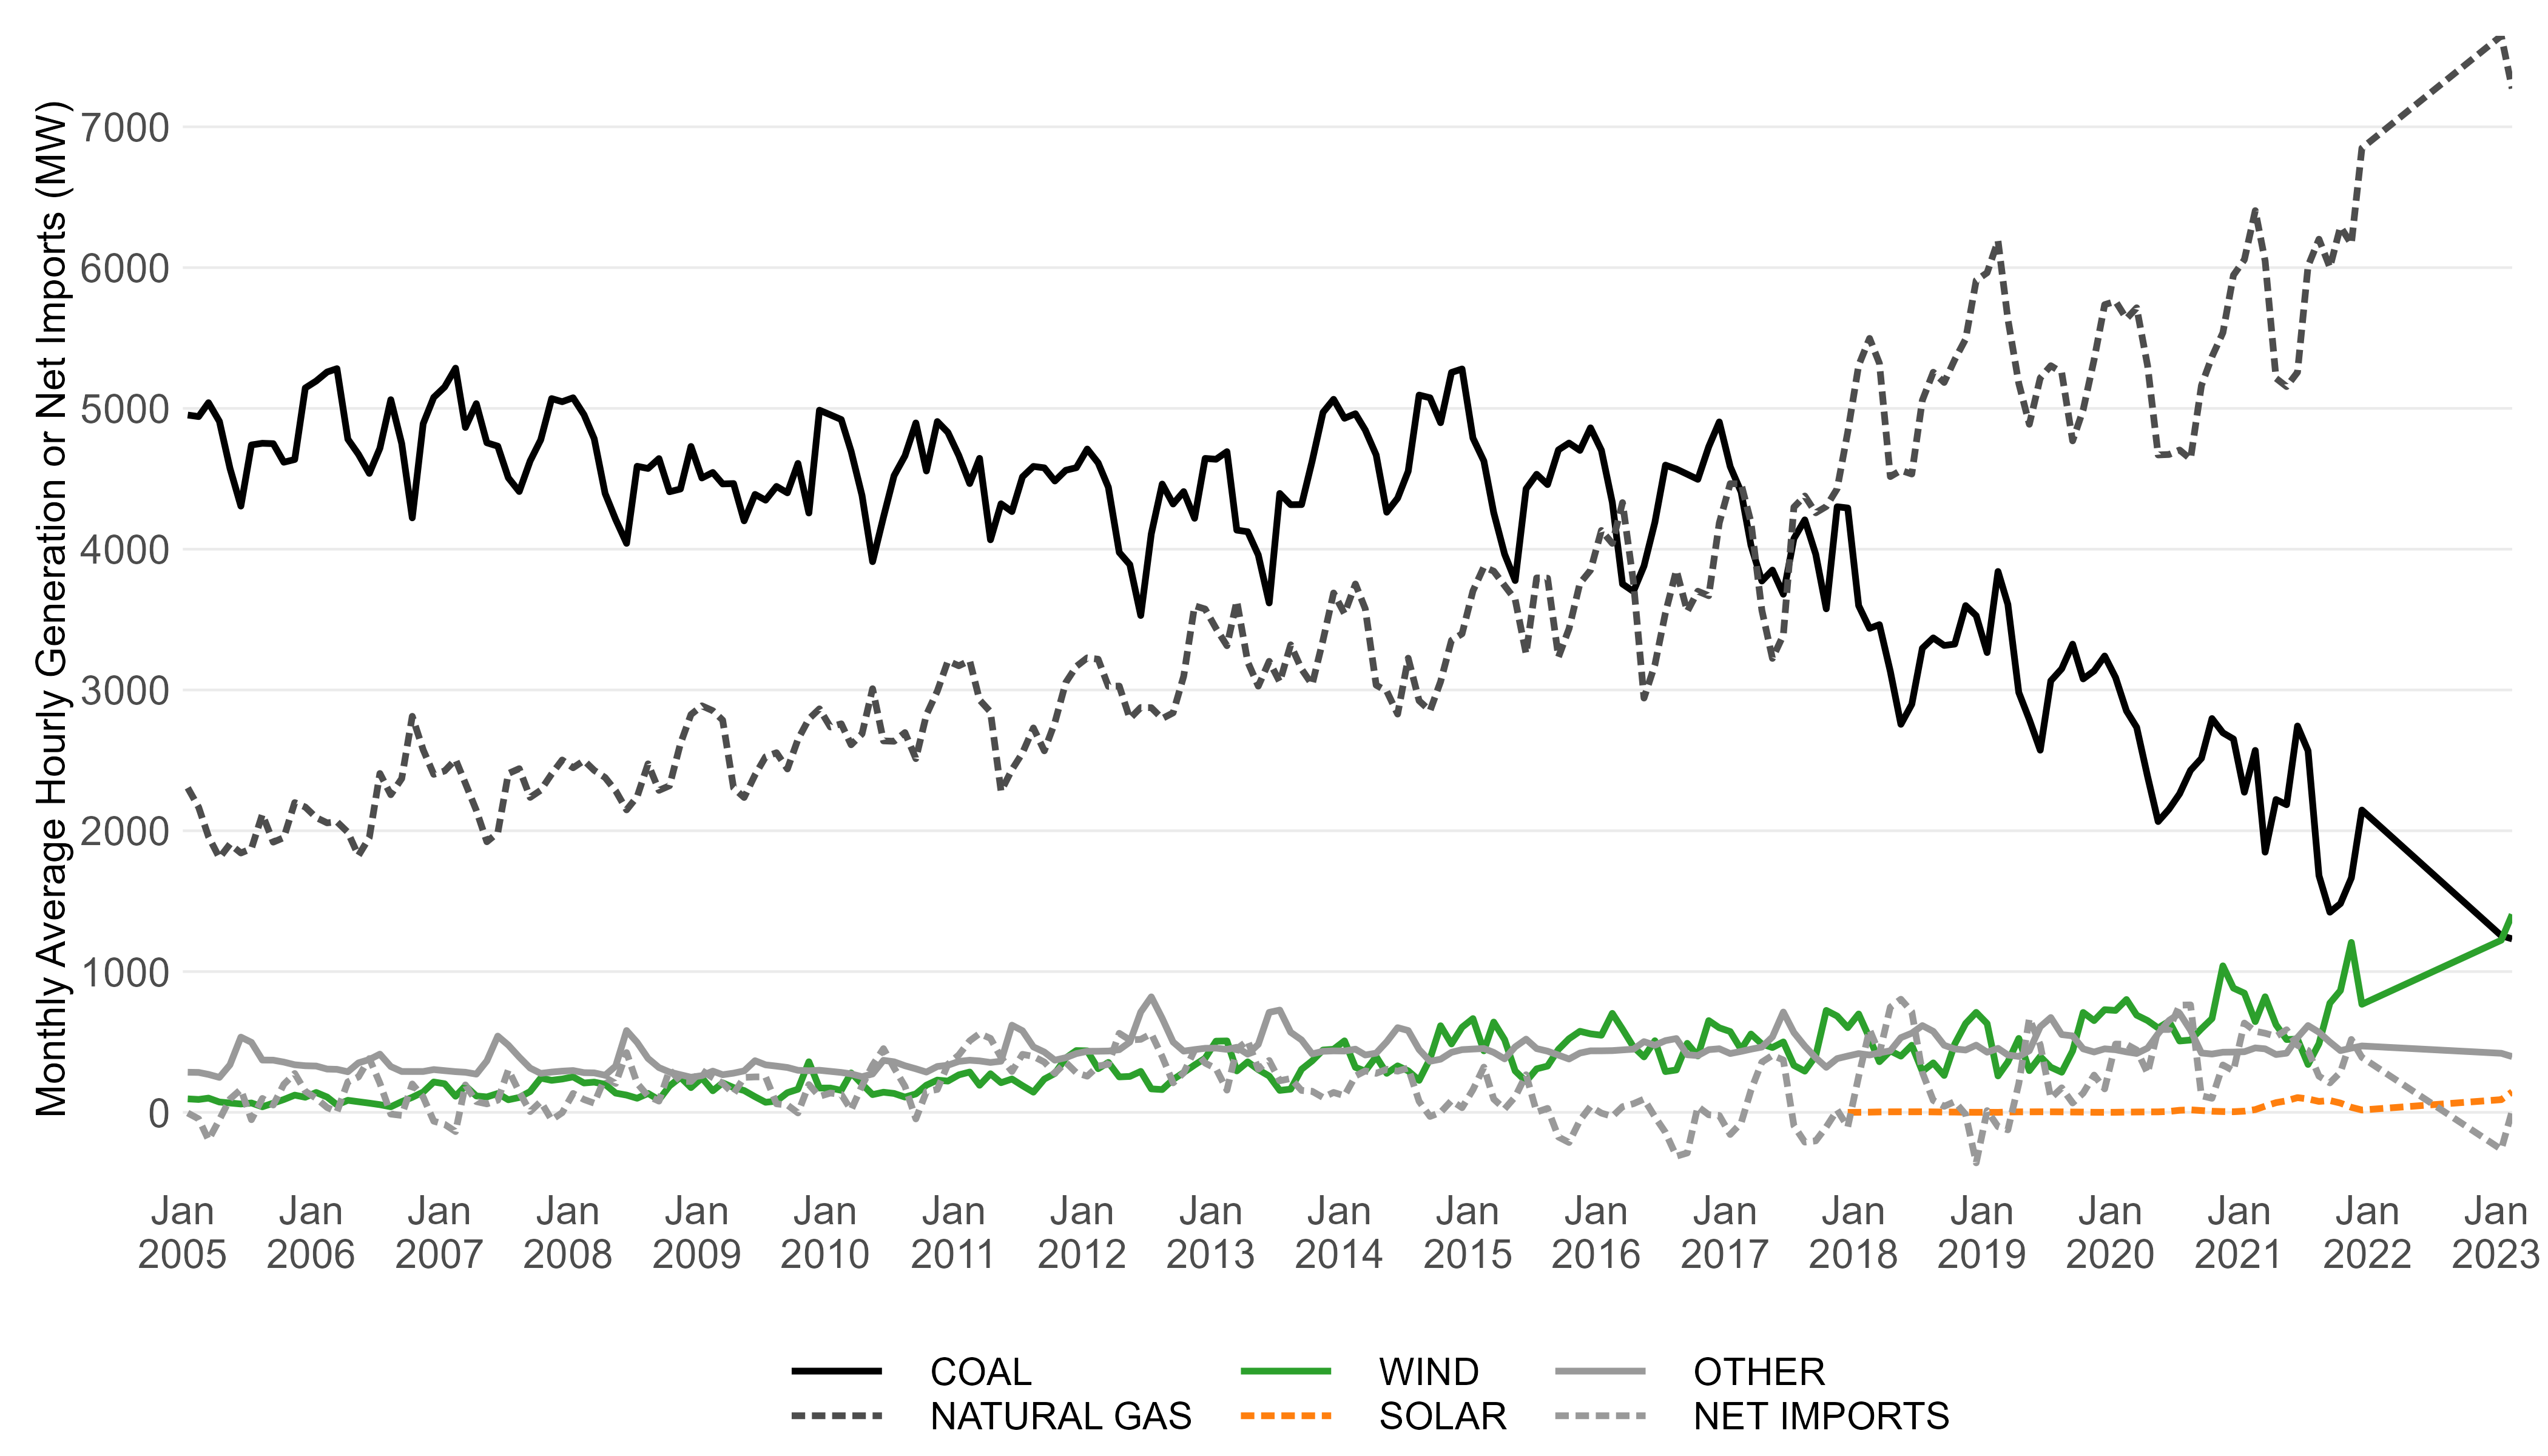 Monthly Average Hourly Generation or Net Imports (MW)
7000
6000
5000
4000
3000
2000
1000
0
Jan 2005
Jan 2006
Jan 2007
Jan 2008
Jan 2009
Jan 2010
Jan 2011
Jan 2012
Jan 2013
Jan 2014
Jan 2015
Jan 2016
Jan 2017
Jan 2018
Jan 2019
Jan 2020
Jan 2021
Jan 2022
Jan 2023
COAL
NATURAL GAS
WIND
SOLAR
OTHER
NET IMPORTS